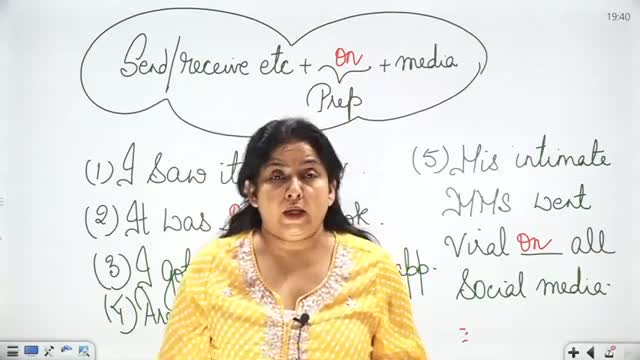 19:40
Send/receive etc + on + media
Prep
(1) I saw it
(2) It was
(3) I got app.
(4)
(5) His intimate
MMS went
Viral on all
Social media.